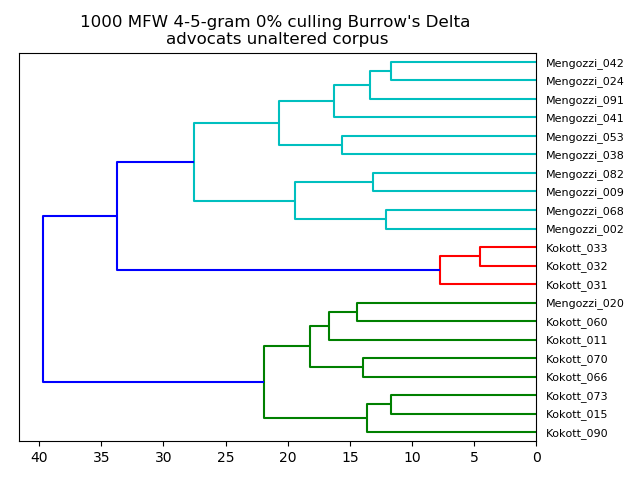 1000 MFW 4-5-gram 0% culling Burrow's Delta
advocats unaltered corpus
Mengozzi_042
Mengozzi_024
Mengozzi_091
Mengozzi_041
Mengozzi_053
Mengozzi_038
Mengozzi_082
Mengozzi_009
Mengozzi_068
Mengozzi_002
Kokott_033
Kokott_032
Kokott_031
Mengozzi_020
Kokott_060
Kokott_011
Kokott_070
Kokott_066
Kokott_073
Kokott_015
Kokott_090
40 35 30 25 20 15 10 5 0